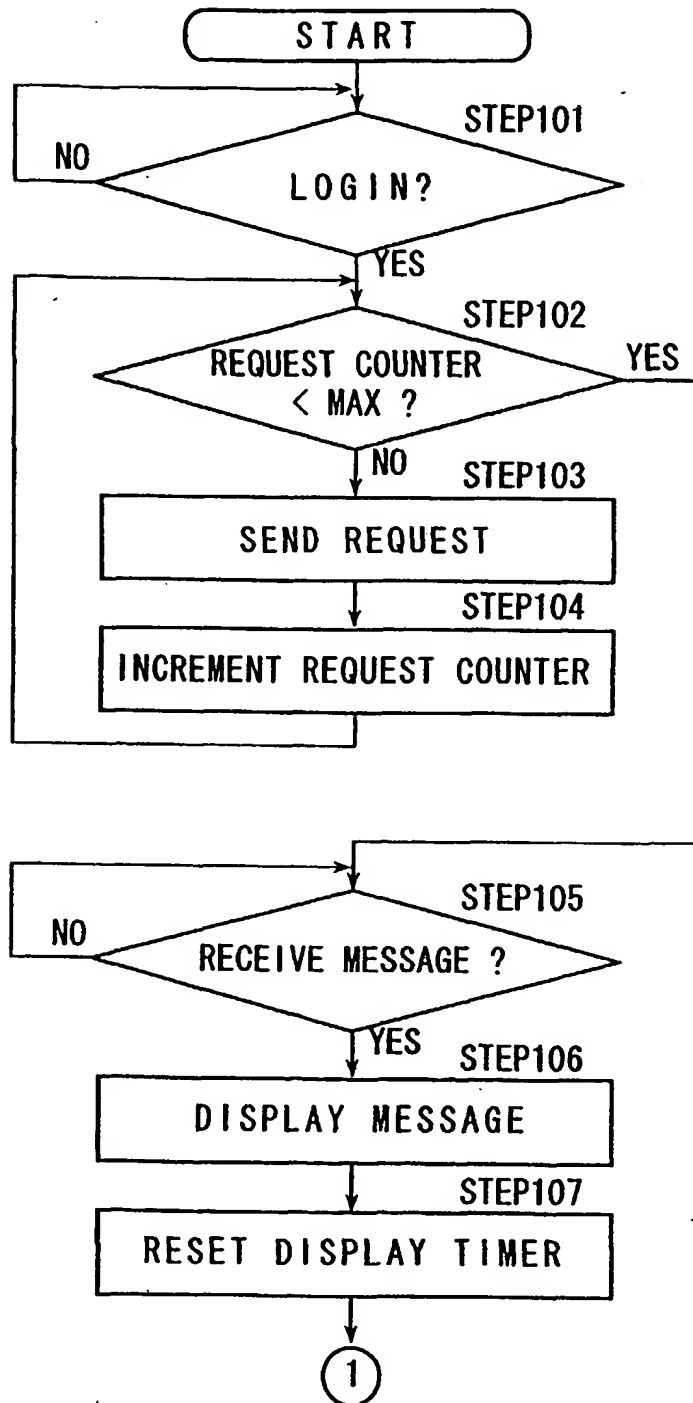 START
STEP101
NO
LOGIN?
YES
STEP102
REQUEST COUNTER
< MAX ?
YES
NO
STEP103
SEND REQUEST
STEP104
INCREMENT REQUEST COUNTER
STEP105
NO
RECEIVE MESSAGE ?
YES
STEP106
DISPLAY MESSAGE
STEP107
RESET DISPLAY TIMER
1